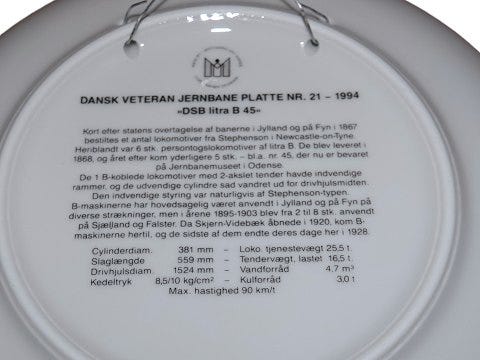 DANSK VETERAN JERNBANE PLATTE NR. 21 – 1994
»DSB litra B 45«
Kort efter statens overtagelse af banerne i Jylland og på Fyn i 1867
bestiltes et antal lokomotiver fra Stephenson i Newcastle-on-Tyne.
Heriblandt var 6 stk. persontogslokomotiver af litra B. De blev leveret i
1868, og året efter kom yderligere 5 stk. – bl.a. nr. 45, der nu er bevaret
på Jernbanemuseet i Odense.
De 1 B-koblede lokomotiver med 2-akslet tender havde indvendige
rammer, og de udvendige cylindre sad vandret ud for drivhjulsmidten.
Den indvendige styring var naturligvis af Stephenson-typen.
B-maskinerne har hovedsagelig været anvendt i Jylland og på Fyn på
diverse strækninger, men i årene 1895-1903 blev fra 2 til 8 stk. anvendt
på Sjælland og Falster. Da Skjern-Videbæk åbnede i 1920, kom B-
maskinerne hertil, og de sidste af dem endte deres dage her i 1928.
Cylinderdiam. 381 mm – Loko. tjenestevægt 25,5 t.
Slaglængde 559 mm – Tendervægt, lastet 16,5 t.
Drivhjulsdiam 1524 mm – Vandforråd 4,7 m³
Kedeltryk 8,5/10 kg/cm² – Kulforråd 3,0 t
Max. hastighed 90 km/t